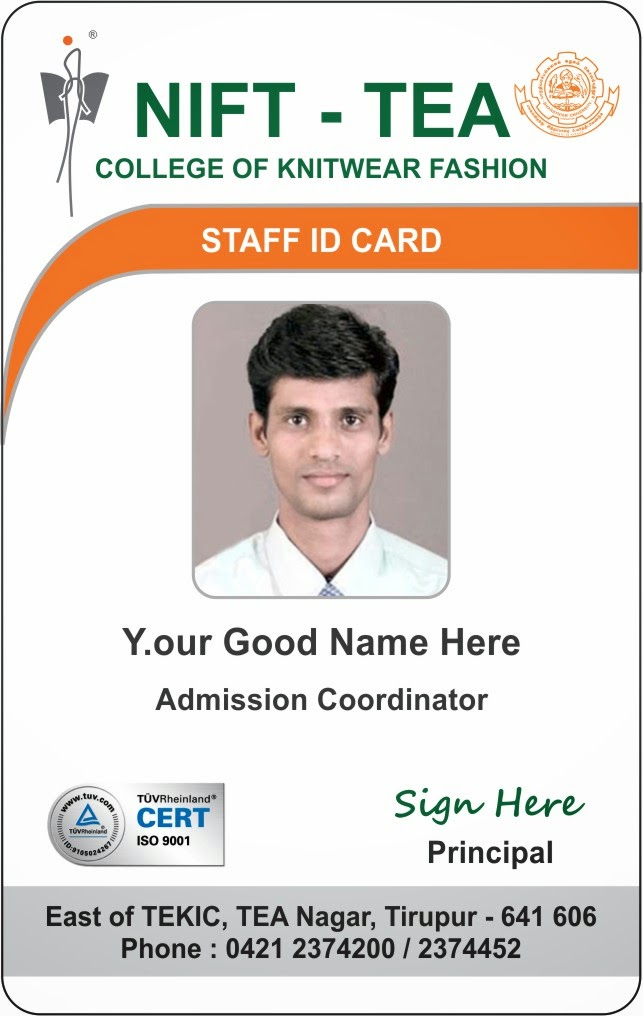 ®
NIFT - TEA
COLLEGE OF KNITWEAR FASHION
STAFF ID CARD
Y.our Good Name Here
Admission Coordinator
www.tuv.com
TÜVRheinland
®
ID:9105024267
TÜVRheinland®
CERT
ISO 9001
Sign Here
Principal
East of TEKIC, TEA Nagar, Tirupur - 641 606
Phone : 0421 2374200 / 2374452